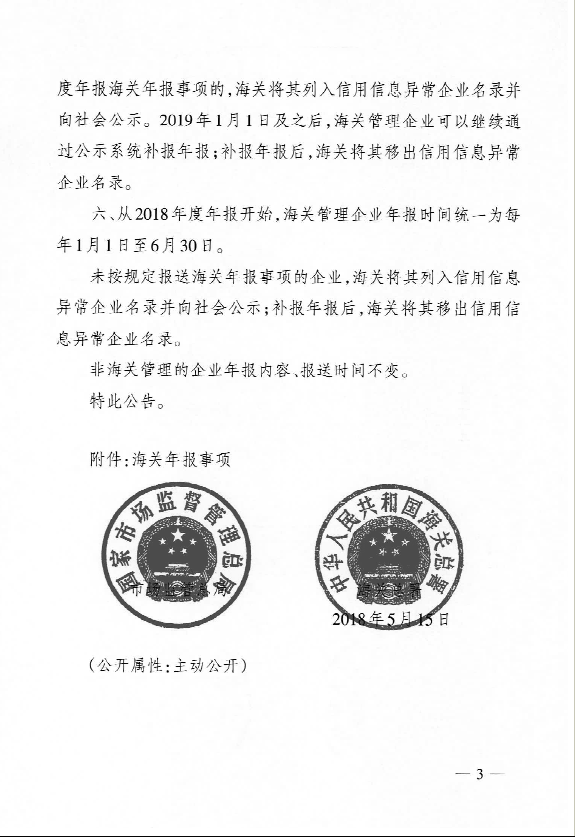 度年报海关年报事项的,海关将其列入信用信息异常企业名录并
向社会公示。2019年1月1日及之后,海关管理企业可以继续通
过公示系统补报年报;补报年报后,海关将其移出信用信息异常
企业名录。
六、从2018年度年报开始,海关管理企业年报时间统一为每
年1月1日至6月30日。
未按规定报送海关年报事项的企业,海关将其列入信用信息
异常企业名录并向社会公示;补报年报后,海关将其移出信用信
息异常企业名录。
非海关管理的企业年报内容、报送时间不变。
特此公告。
附件:海关年报事项
国家市场监督管理总局
中华人民共和国海关总署
市场监管总局
海关总署
2018年5月15日
(公开属性:主动公开)
— 3 —